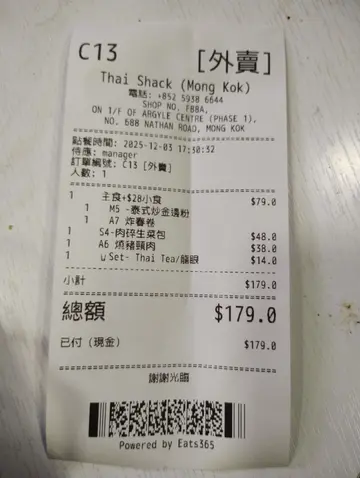 C13 [外賣]
Thai Shack (Mong Kok)
電話: +852 5938 6644
SHOP NO. F88A,
ON 1/F OF ARGYLE CENTRE (PHASE 1),
NO. 688 NATHAN ROAD, MONG KOK
點餐時間: 2025-12-03 17:30:32
侍應: manager
訂單編號: C13 [外賣]
人數: 1
1 主食+$28小食 $79.0
1 M5 -泰式炒金邊粉
1 A7 炸春卷
1 S4-肉碎生菜包 $48.0
1 A6 燒豬頸肉 $38.0
1 μSet- Thai Tea/龍眼 $14.0
小計 $179.0
總額 $179.0
已付 (現金) $179.0
謝謝光臨
Powered by Eats365